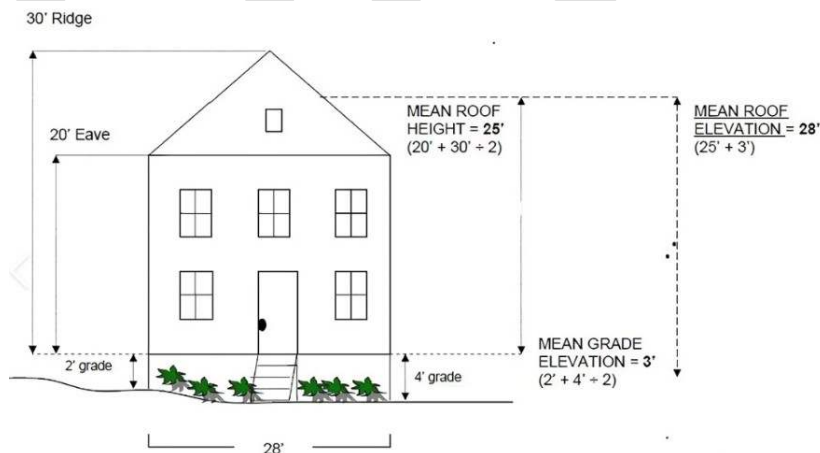 30' Ridge
20' Eave
MEAN ROOF
HEIGHT = 25'
(20' + 30' ÷ 2)
MEAN ROOF
ELEVATION = 28'
(25' + 3')
2' grade
4' grade
MEAN GRADE
ELEVATION = 3'
(2' + 4' ÷ 2)
28'